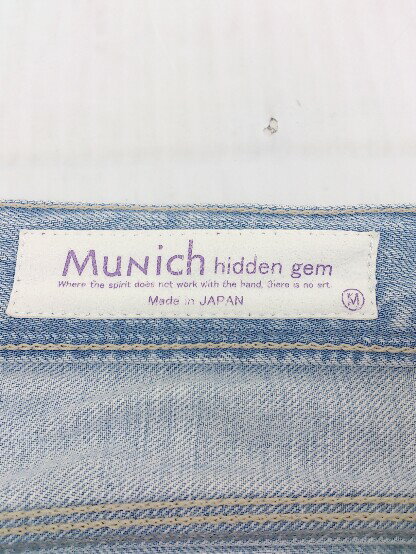 Munich hidden gem
Where the spirit does not work with the hand, there is no art.
Made in JAPAN
M